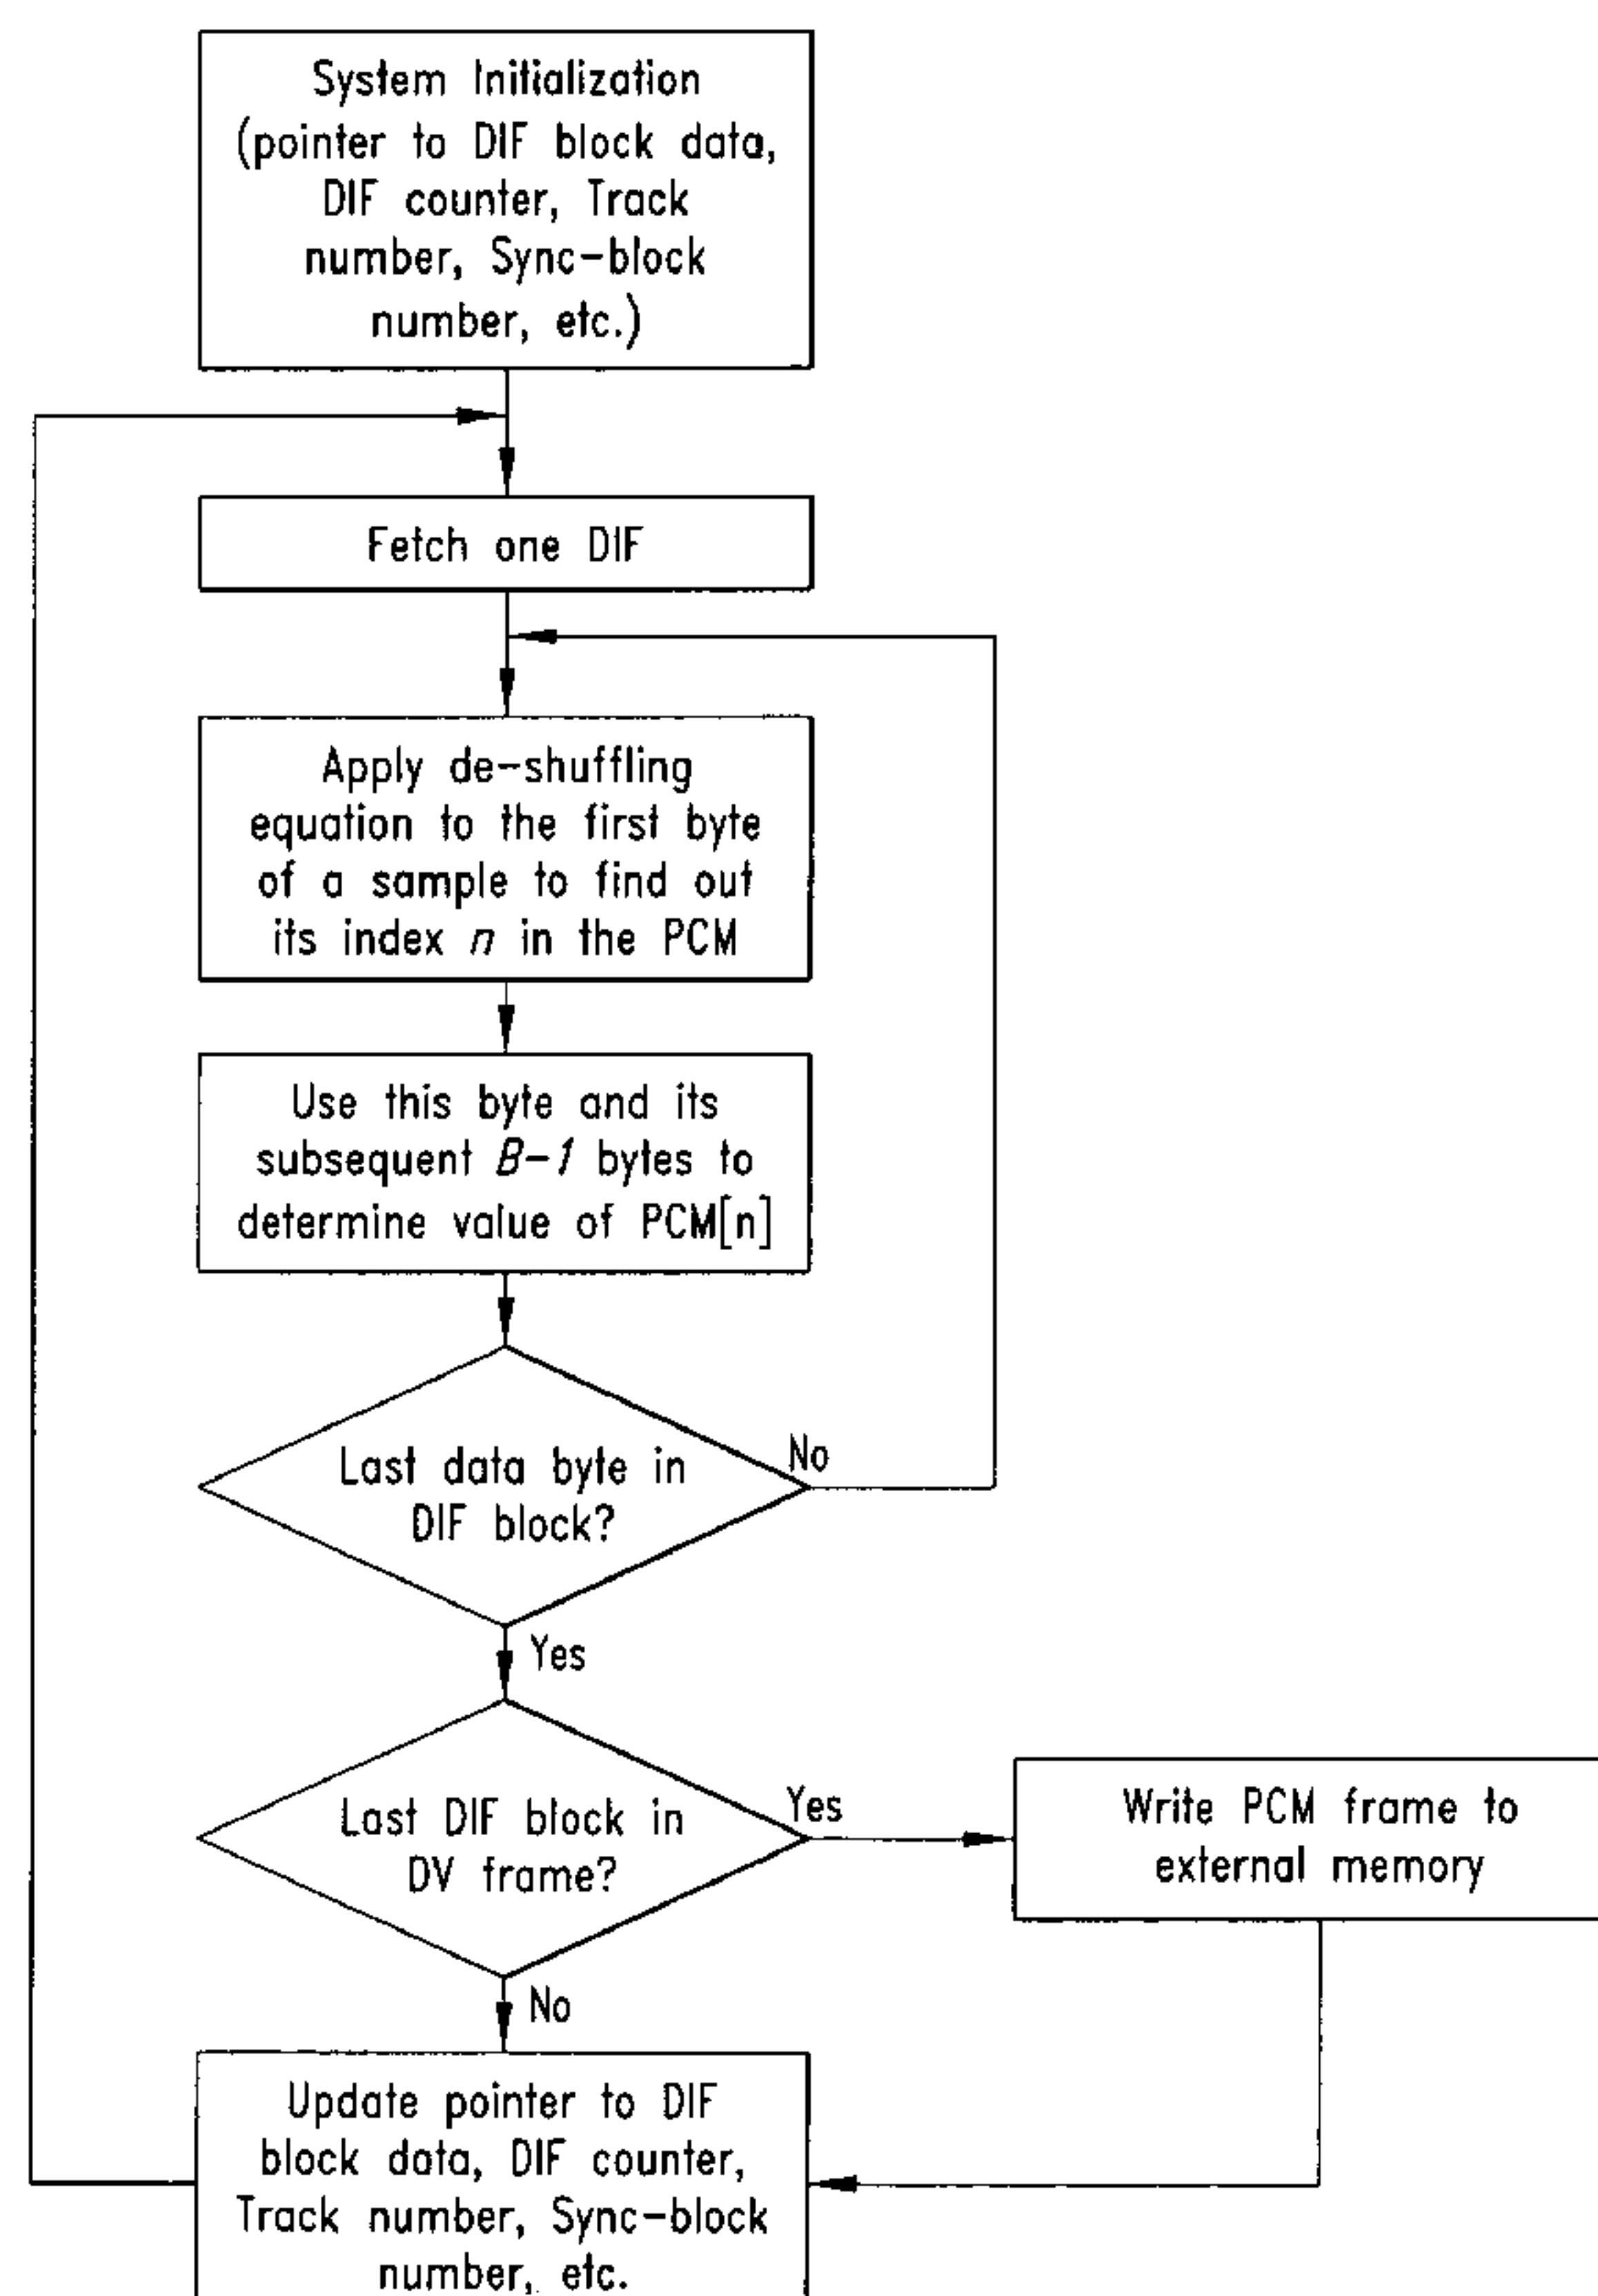 System Initialization
(pointer to DIF block data,
DIF counter, Track
number, Sync-block
number, etc.)
Fetch one DIF
Apply de-shuffling
equation to the first byte
of a sample to find out
its index n in the PCM
Use this byte and its
subsequent B-1 bytes to
determine value of PCM[n]
Last data byte in
DIF block?
No
Yes
Last DIF block in
DV frame?
Yes
Write PCM frame to
external memory
No
Update pointer to DIF
block data, DIF counter,
Track number, Sync-block
number, etc.